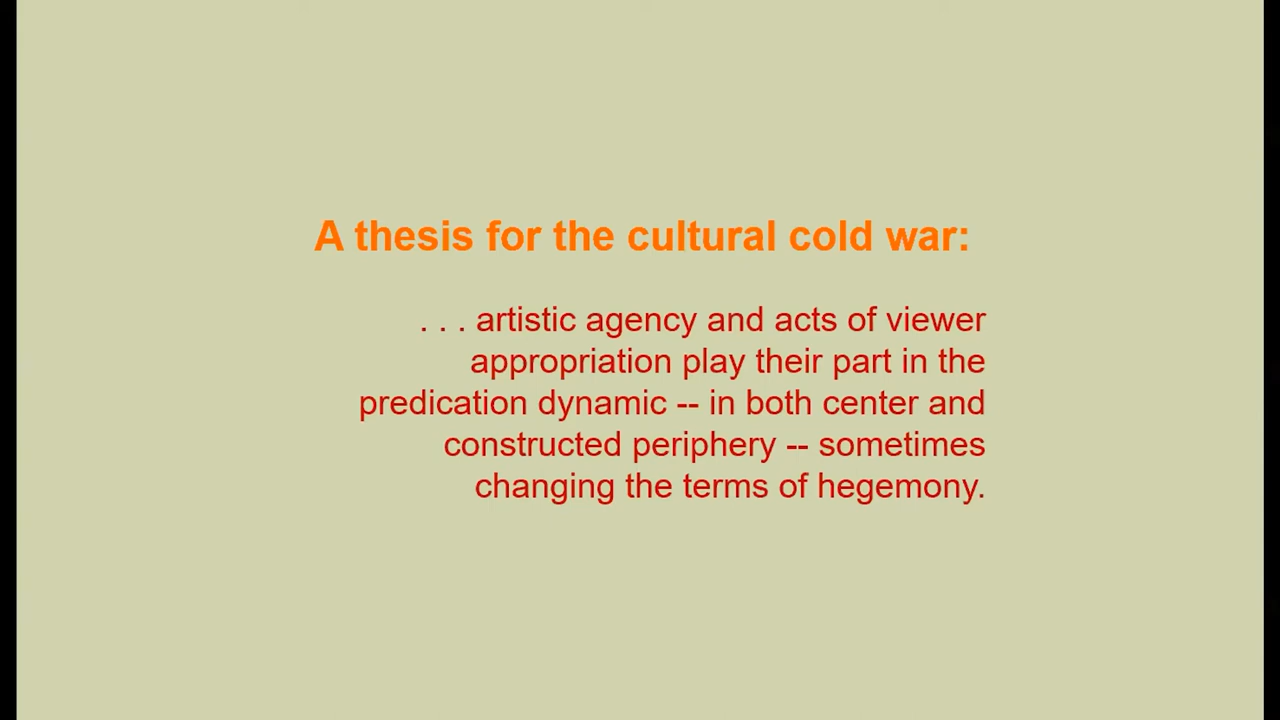 A thesis for the cultural cold war:
. . . artistic agency and acts of viewer
appropriation play their part in the
predication dynamic -- in both center and
constructed periphery -- sometimes
changing the terms of hegemony.